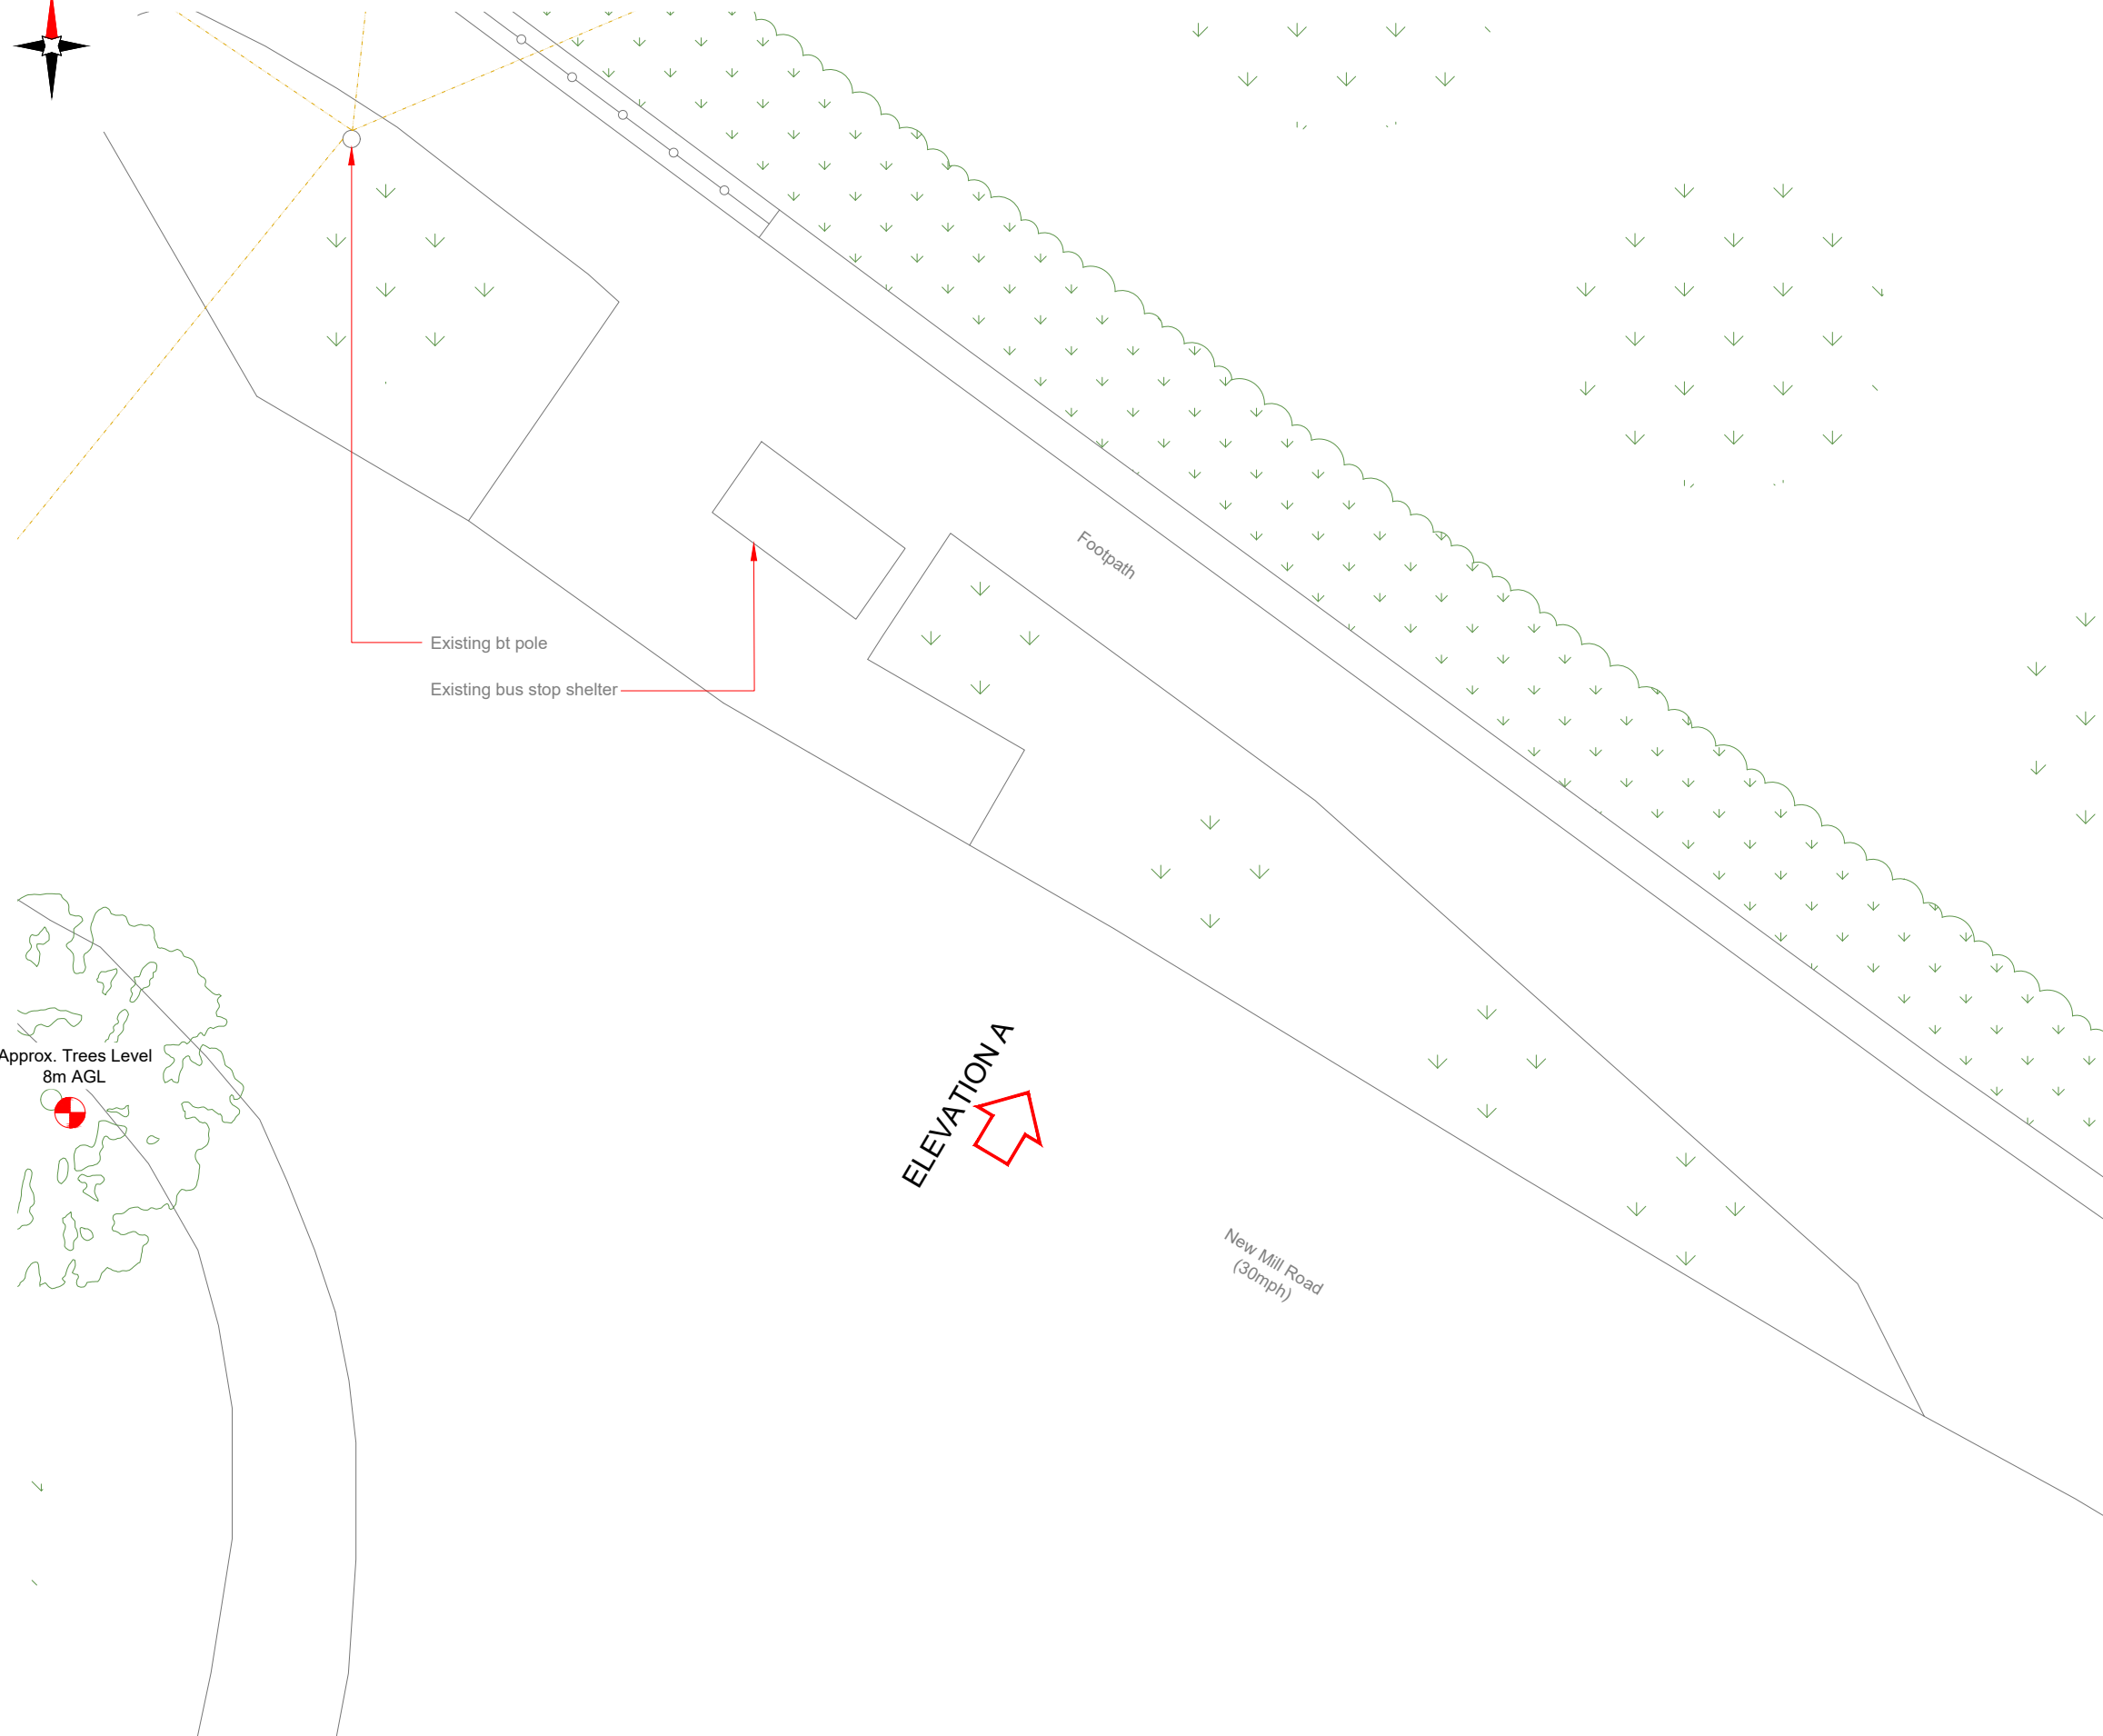 Footpath
Existing bt pole
Existing bus stop shelter
ELEVATION A
Approx. Trees Level
8m AGL
New Mill Road
(30mph)